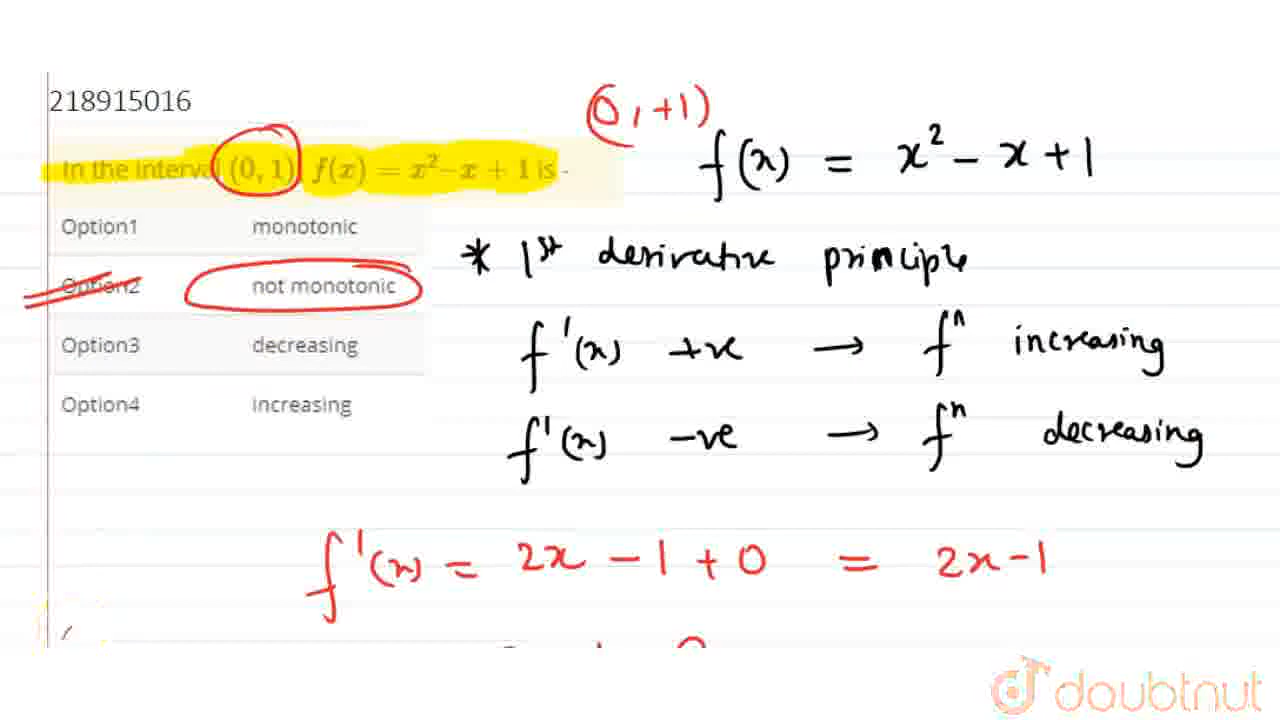 218915016
(0, +1)
f(x) = x² - x + 1
In the interval (0, 1) f(x) = x²– x + 1 is -
Option1 monotonic
* 1st derivative principle
Option2 not monotonic
f'(x) +ve → fⁿ increasing
Option3 decreasing
Option4 increasing
f'(x) -ve → fⁿ decreasing
f'(x) = 2x - 1 + 0 = 2x - 1
doubtnut